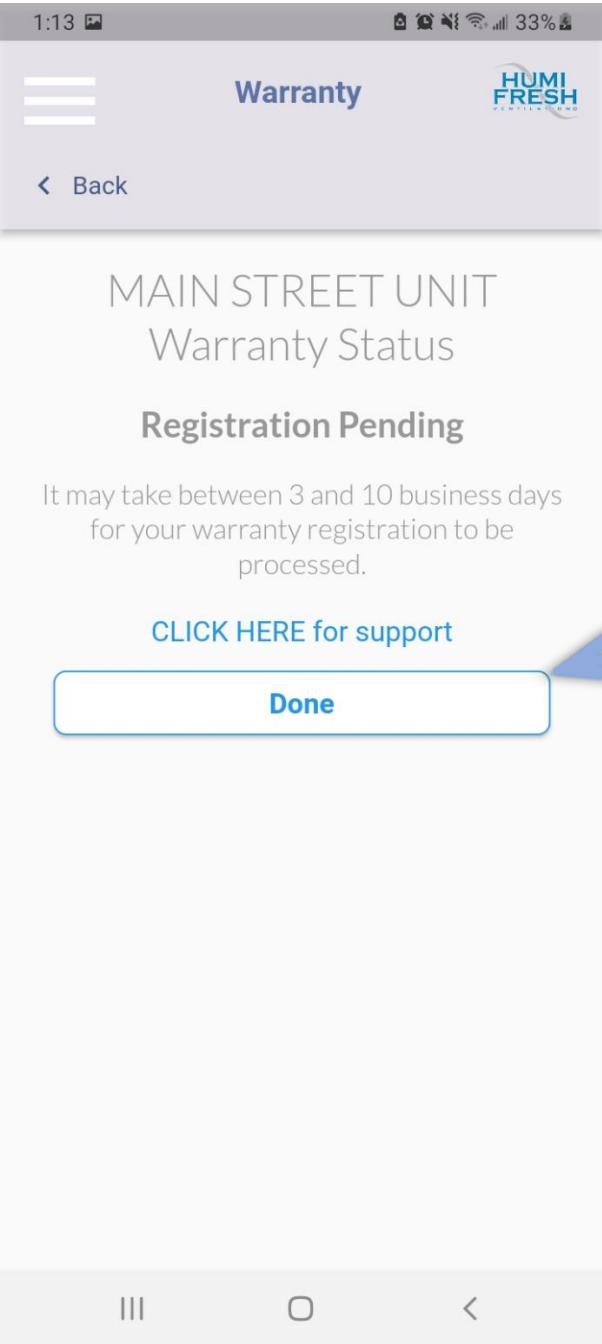 1:13 33%
Warranty
HUMI
FRESH
VENTILATIONS
Back
MAIN STREET UNIT
Warranty Status
Registration Pending
It may take between 3 and 10 business days
for your warranty registration to be
processed.
CLICK HERE for support
Done